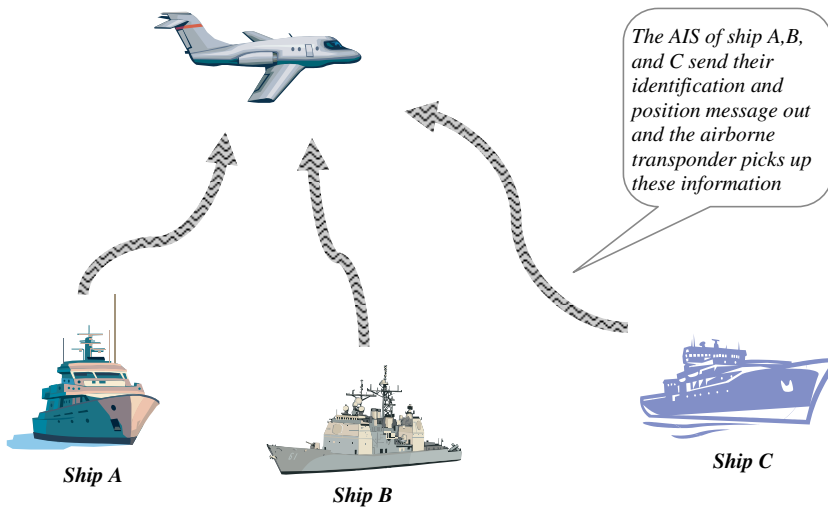 The AIS of ship A,B,
and C send their
identification and
position message out
and the airborne
transponder picks up
these information
Ship A
Ship B
Ship C